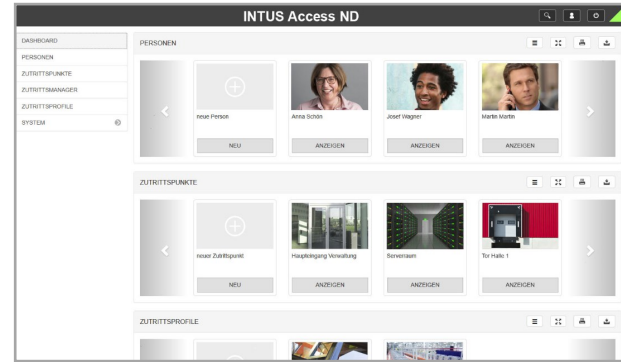 INTUS Access ND
DASHBOARD
PERSONEN
ZUTRITTSPUNKTE
ZUTRITTSMANAGER
ZUTRITTSPROFILE
SYSTEM
PERSONEN
neue Person
Anna Schön
Josef Wagner
Martin Martin
NEU
ANZEIGEN
ANZEIGEN
ANZEIGEN
ZUTRITTSPUNKTE
neuer Zutrittspunkt
Haupteingang Verwaltung
Serverraum
Tor Halle 1
NEU
ANZEIGEN
ANZEIGEN
ANZEIGEN
ZUTRITTSPROFILE